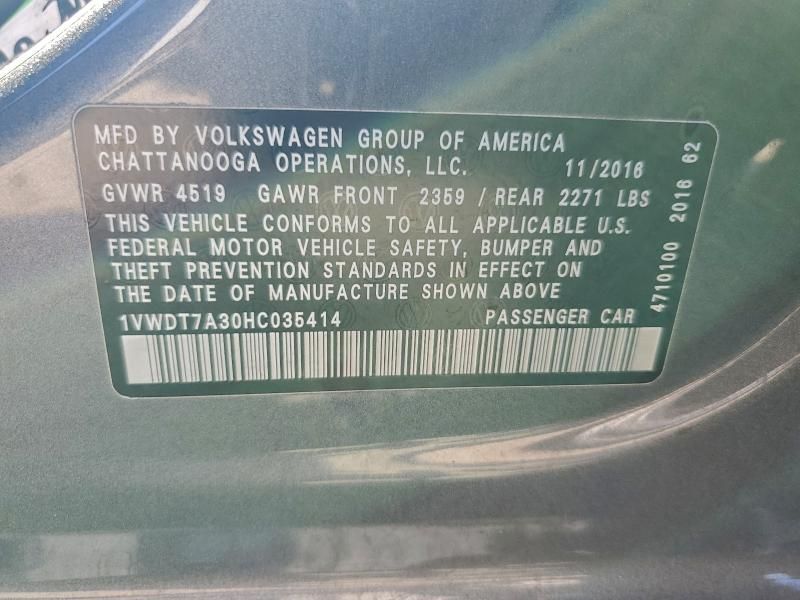 MFD BY VOLKSWAGEN GROUP OF AMERICA
CHATTANOOGA OPERATIONS, LLC. 11/2016
GVWR 4519 GAWR FRONT 2359 / REAR 2271 LBS
THIS VEHICLE CONFORMS TO ALL APPLICABLE U.S.
FEDERAL MOTOR VEHICLE SAFETY, BUMPER AND
THEFT PREVENTION STANDARDS IN EFFECT ON
THE DATE OF MANUFACTURE SHOWN ABOVE
1VWDT7A30HC035414 PASSENGER CAR
4710100 2016 62